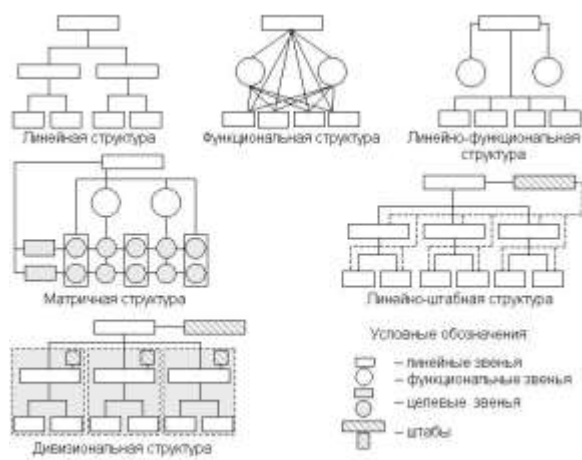 Линейная структура
Функциональная структура
Линейно-функциональная
структура
Матричная структура
Линейно-штабная структура
Дивизиональная структура
Условные обозначения:
– линейные звенья
– функциональные звенья
– целевые звенья
– штабы